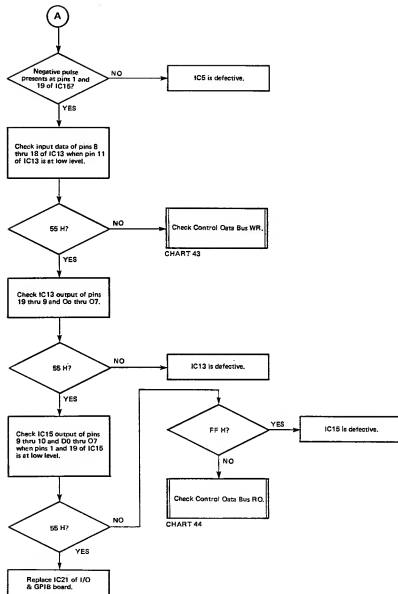 A
Negative pulse
presents at pins 1 and
19 of IC15?
NO
IC5 is defective.
YES
Check input data of pins 8
thru 18 of IC13 when pin 11
of IC13 is at low level.
55 H?
NO
Check Control Data Bus WR.
CHART 43
YES
Check IC13 output of pins
19 thru 9 and Oo thru O7.
55 H?
NO
IC13 is defective.
YES
Check IC15 output of pins
9 thru 10 and D0 thru O7
when pins 1 and 19 of IC15
is at low level.
FF H?
YES
IC15 is defective.
NO
Check Control Data Bus RO.
CHART 44
55 H?
NO
YES
Replace IC21 of I/O
& GPIB board.